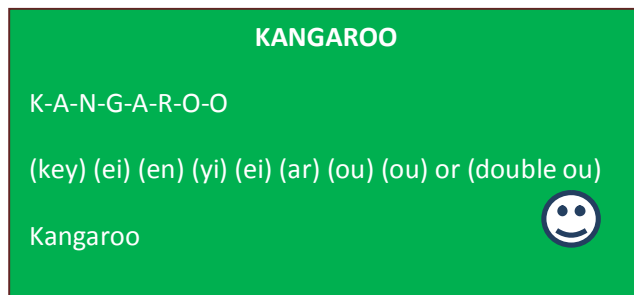 KANGAROO
K-A-N-G-A-R-O-O
(key) (ei) (en) (yi) (ei) (ar) (ou) (ou) or (double ou)
Kangaroo